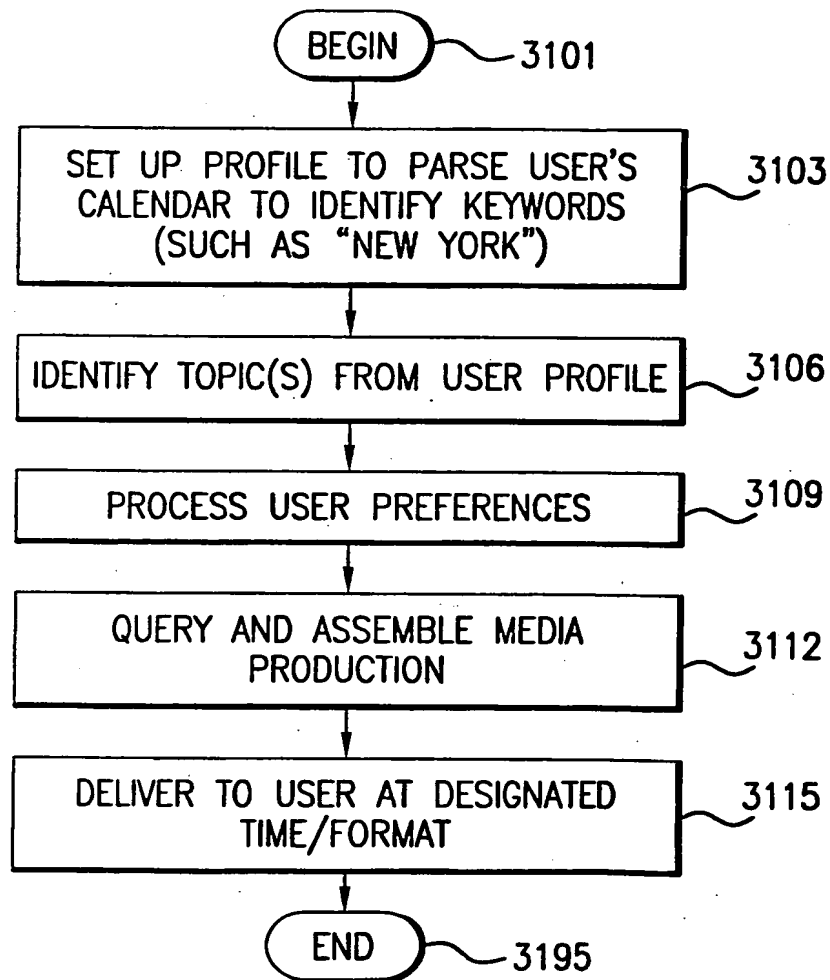 BEGIN
3101
SET UP PROFILE TO PARSE USER'S
CALENDAR TO IDENTIFY KEYWORDS
(SUCH AS “NEW YORK”)
3103
IDENTIFY TOPIC(S) FROM USER PROFILE
3106
PROCESS USER PREFERENCES
3109
QUERY AND ASSEMBLE MEDIA
PRODUCTION
3112
DELIVER TO USER AT DESIGNATED
TIME/FORMAT
3115
END
3195